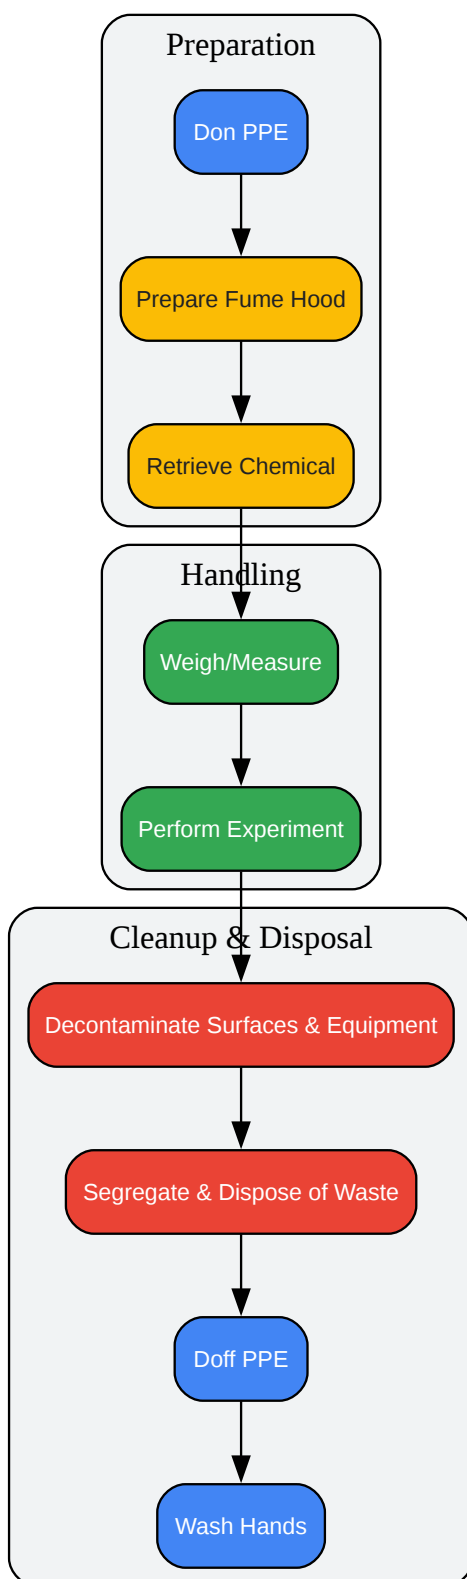 Preparation
Don PPE
Prepare Fume Hood
Retrieve Chemical
Handling
Weigh/Measure
Perform Experiment
Cleanup & Disposal
Decontaminate Surfaces & Equipment
Segregate & Dispose of Waste
Doff PPE
Wash Hands